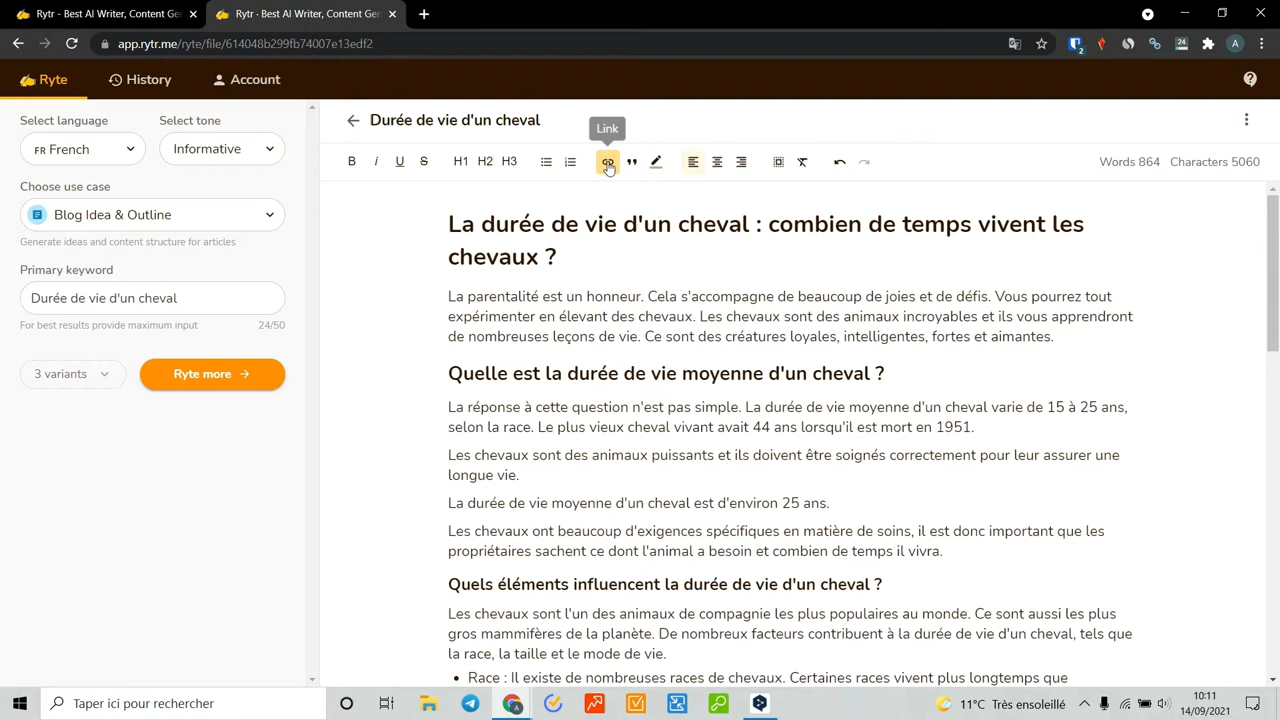 Rytr - Best AI Writer, Content Gen
Rytr - Best AI Writer, Content Gen
app.rytr.me/ryte/file/614048b299fb74007e13edf2
2
24
A
Ryte
History
Account
Select language
Select tone
FR French
Informative
Choose use case
Blog Idea & Outline
Generate ideas and content structure for articles
Primary keyword
Durée de vie d'un cheval
For best results provide maximum input
24/50
3 variants
Ryte more
Durée de vie d'un cheval
Link
B
i
U
S
H1
H2
H3
Words 864
Characters 5060
La durée de vie d'un cheval : combien de temps vivent les
chevaux ?
La parentalité est un honneur. Cela s'accompagne de beaucoup de joies et de défis. Vous pourrez tout
expérimenter en élevant des chevaux. Les chevaux sont des animaux incroyables et ils vous apprendront
de nombreuses leçons de vie. Ce sont des créatures loyales, intelligentes, fortes et aimantes.
Quelle est la durée de vie moyenne d'un cheval ?
La réponse à cette question n'est pas simple. La durée de vie moyenne d'un cheval varie de 15 à 25 ans,
selon la race. Le plus vieux cheval vivant avait 44 ans lorsqu'il est mort en 1951.
Les chevaux sont des animaux puissants et ils doivent être soignés correctement pour leur assurer une
longue vie.
La durée de vie moyenne d'un cheval est d'environ 25 ans.
Les chevaux ont beaucoup d'exigences spécifiques en matière de soins, il est donc important que les
propriétaires sachent ce dont l'animal a besoin et combien de temps il vivra.
Quels éléments influencent la durée de vie d'un cheval ?
Les chevaux sont l'un des animaux de compagnie les plus populaires au monde. Ce sont aussi les plus
gros mammifères de la planète. De nombreux facteurs contribuent à la durée de vie d'un cheval, tels que
la race, la taille et le mode de vie.
• Race : Il existe de nombreuses races de chevaux. Certaines races vivent plus longtemps que
Taper ici pour rechercher
11°C Très ensoleillé
10:11
14/09/2021